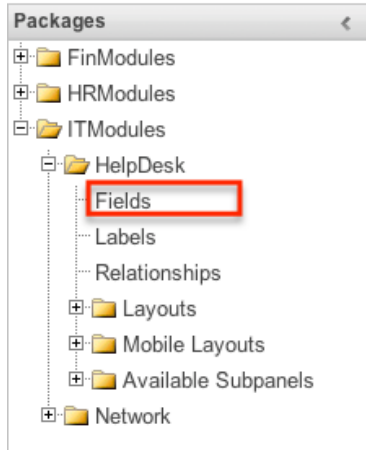 Packages
FinModules
HRModules
ITModules
HelpDesk
Fields
Labels
Relationships
Layouts
Mobile Layouts
Available Subpanels
Network